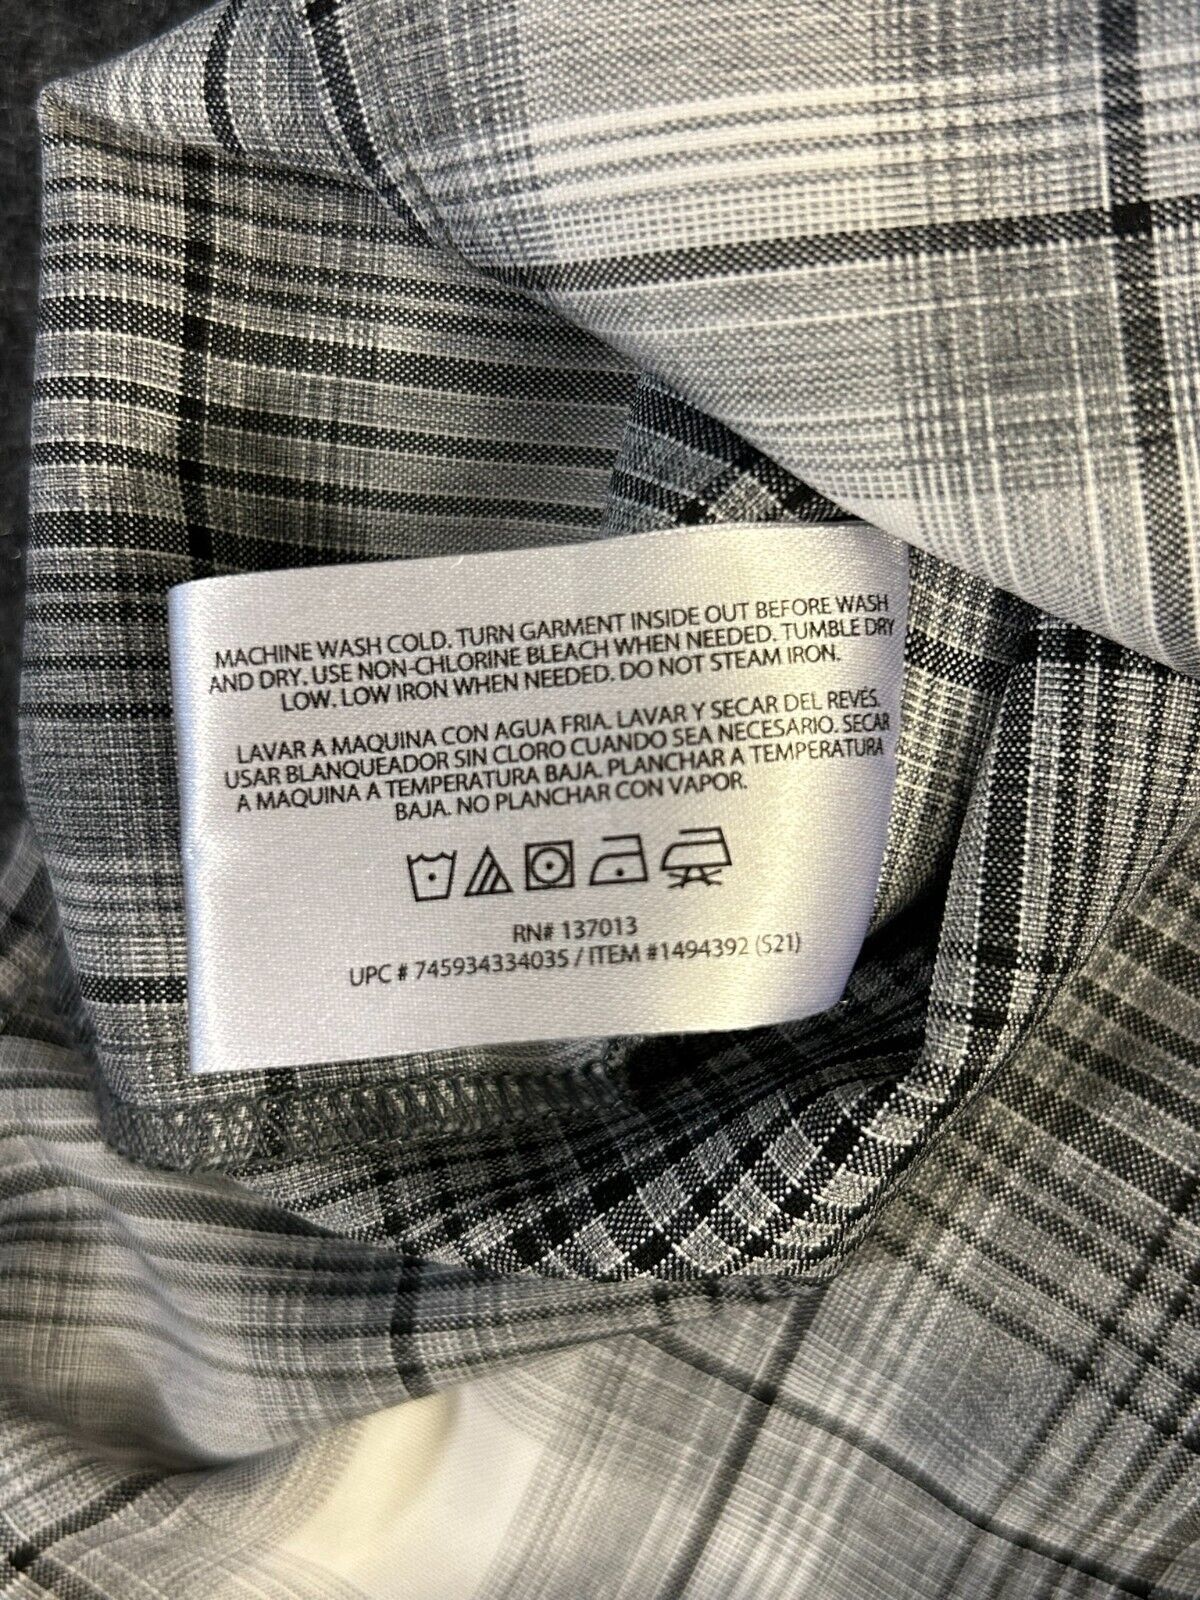 MACHINE WASH COLD. TURN GARMENT INSIDE OUT BEFORE WASH
AND DRY. USE NON-CHLORINE BLEACH WHEN NEEDED. TUMBLE DRY
LOW. LOW IRON WHEN NEEDED. DO NOT STEAM IRON.
LAVAR A MAQUINA CON AGUA FRIA. LAVAR Y SECAR DEL REVÉS.
USAR BLANQUEADOR SIN CLORO CUANDO SEA NECESARIO. SECAR
A MAQUINA A TEMPERATURA BAJA. PLANCHAR A TEMPERATURA
BAJA. NO PLANCHAR CON VAPOR.
RN# 137013
UPC # 745934334035 / ITEM #1494392 (S21)